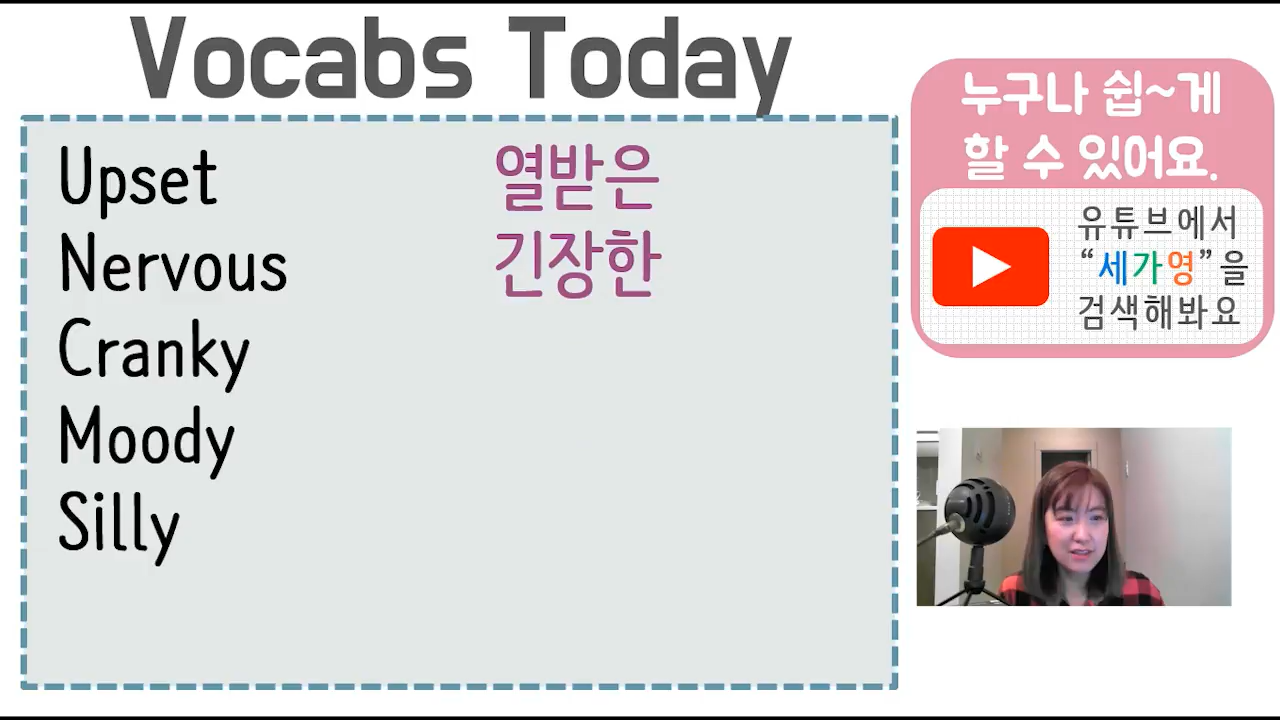 Vocabs Today
Upset 열받은
Nervous 긴장한
Cranky
Moody
Silly
누구나 쉽~게
할 수 있어요.
유튜브에서
“세가영”을
검색해봐요